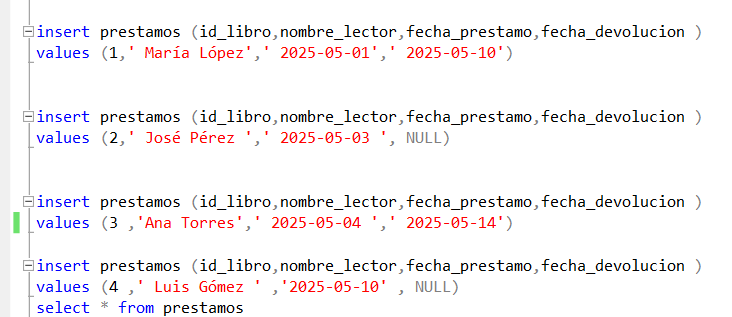 insert prestamos (id_libro,nombre_lector,fecha_prestamo,fecha_devolucion )
values (1,' María López',' 2025-05-01',' 2025-05-10')
insert prestamos (id_libro,nombre_lector,fecha_prestamo,fecha_devolucion )
values (2,' José Pérez ',' 2025-05-03 ', NULL)
insert prestamos (id_libro,nombre_lector,fecha_prestamo,fecha_devolucion )
values (3 ,'Ana Torres',' 2025-05-04 ',' 2025-05-14')
insert prestamos (id_libro,nombre_lector,fecha_prestamo,fecha_devolucion )
values (4 ,' Luis Gómez ' ,'2025-05-10' , NULL)
select * from prestamos